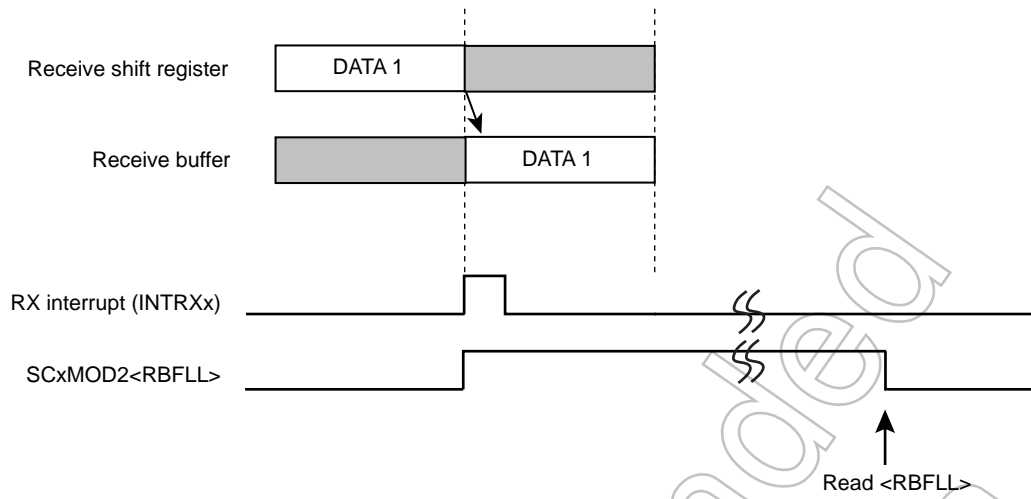 Receive shift register
DATA 1
Receive buffer
DATA 1
RX interrupt (INTRXx)
SCxMOD2<RBFLL>
Read <RBFLL>